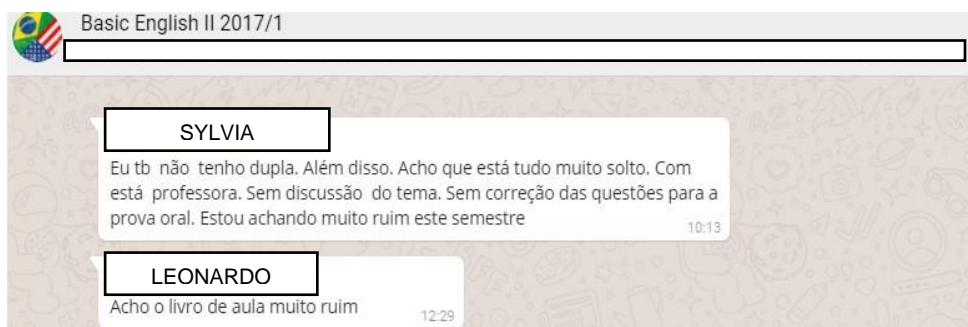 Basic English II 2017/1
SYLVIA
Eu tb não tenho dupla. Além disso. Acho que está tudo muito solto. Com
está professora. Sem discussão do tema. Sem correção das questões para a
prova oral. Estou achando muito ruim este semestre
10:13
LEONARDO
Acho o livro de aula muito ruim
12:29